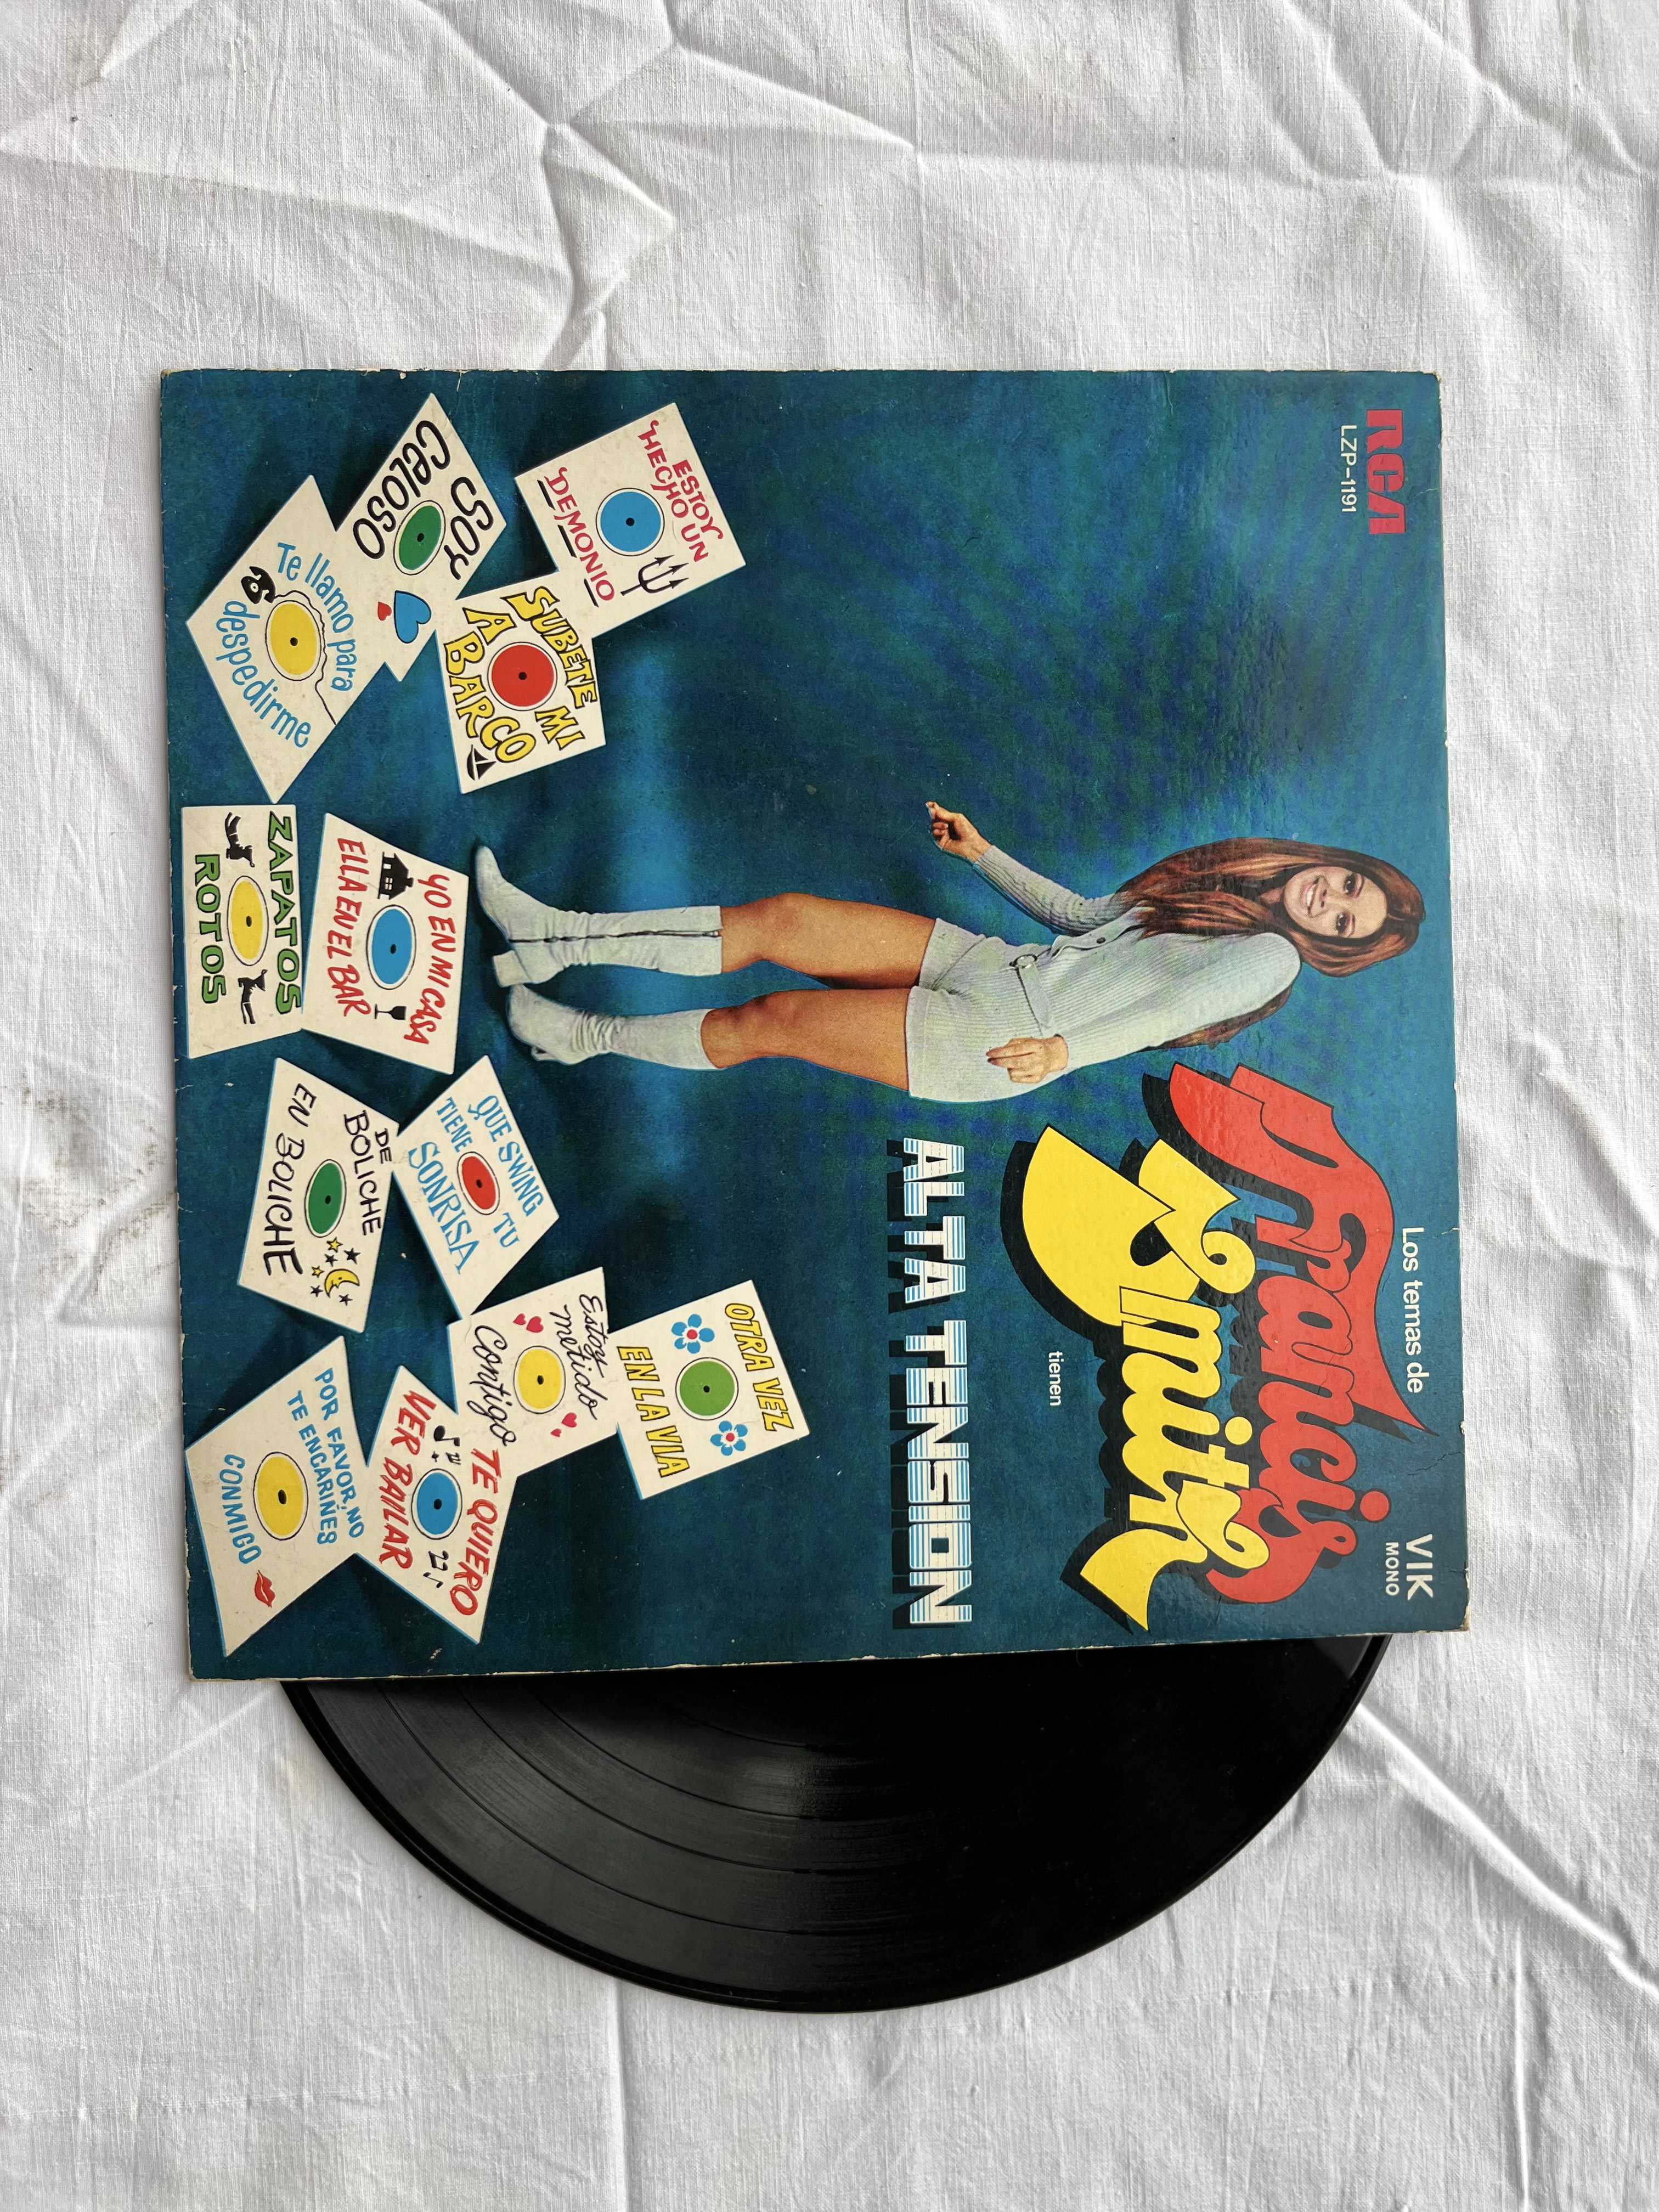 RCA
LZP-1191
VIK
MONO
Los temas de
Francis
Smith
tienen
ALTA TENSION
ESTOY
HECHO UN
DEMONIO
SUBETE
A MI
BARCO
SOY
CELOSO
Te llamo para
despedirme
YO EN MI CASA
ELLA EN EL BAR
ZAPATOS
ROTOS
QUE SWING
TIENE TU
SONRISA
DE
BOLICHE
EN BOLICHE
OTRA VEZ
EN LA VIA
Estoy
metido
Contigo
TE QUIERO
VER BAILAR
POR FAVOR, NO
TE ENCARIÑES
CONMIGO